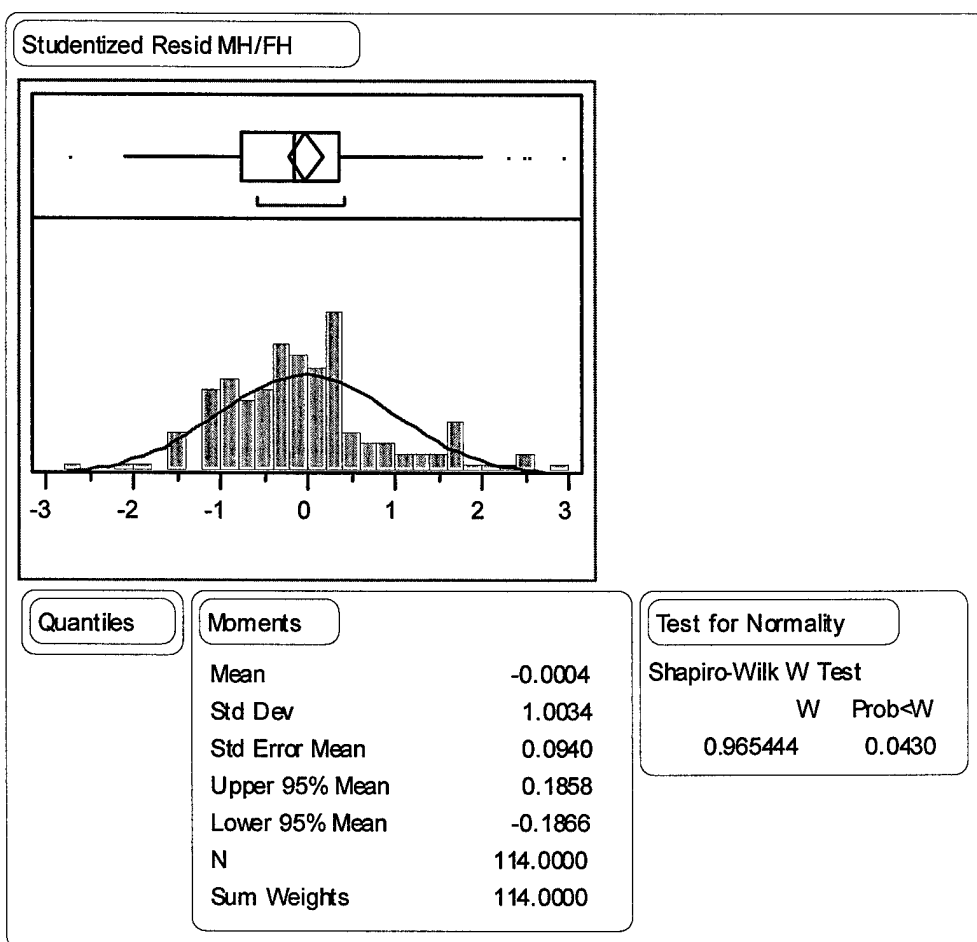 Studentized Resid MH/FH
-3 -2 -1 0 1 2 3
Quantiles
Moments
Mean -0.0004
Std Dev 1.0034
Std Error Mean 0.0940
Upper 95% Mean 0.1858
Lower 95% Mean -0.1866
N 114.0000
Sum Weights 114.0000
Test for Normality
Shapiro-Wilk W Test
W Prob<W
0.965444 0.0430